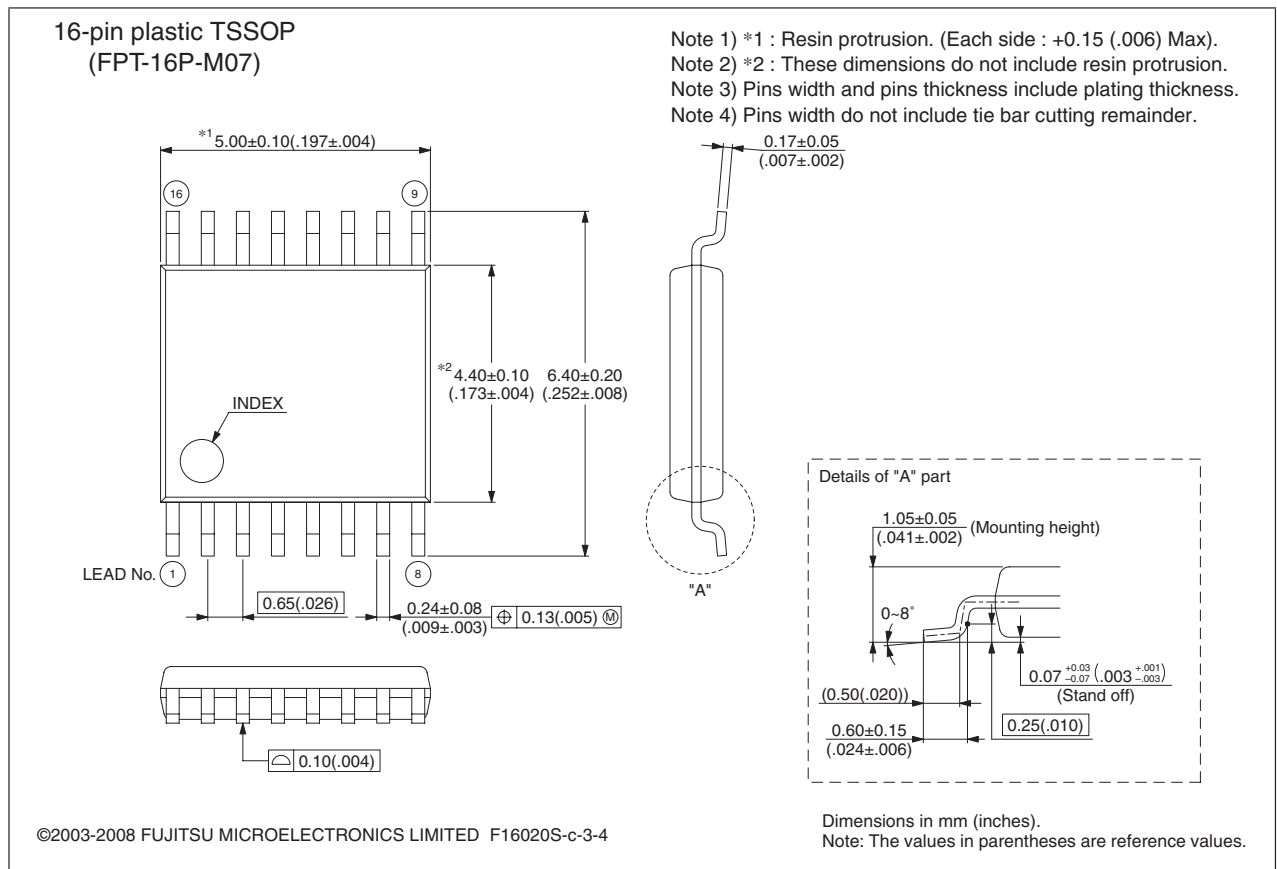 16-pin plastic TSSOP
(FPT-16P-M07)
Note 1) *1 : Resin protrusion. (Each side : +0.15 (.006) Max).
Note 2) *2 : These dimensions do not include resin protrusion.
Note 3) Pins width and pins thickness include plating thickness.
Note 4) Pins width do not include tie bar cutting remainder.
*1 5.00±0.10(.197±.004)
0.17±0.05
(.007±.002)
16
9
*2 4.40±0.10
(.173±.004)
6.40±0.20
(.252±.008)
INDEX
LEAD No. 1
8
0.65(.026)
0.24±0.08
(.009±.003)
⌖ 0.13(.005) Ⓜ
"A"
Details of "A" part
1.05±0.05
(.041±.002)
(Mounting height)
0~8°
0.07 +0.03 −0.07 (.003 +.001 −.003)
(Stand off)
(0.50(.020))
0.60±0.15
(.024±.006)
0.25(.010)
⌓ 0.10(.004)
©2003-2008 FUJITSU MICROELECTRONICS LIMITED F16020S-c-3-4
Dimensions in mm (inches).
Note: The values in parentheses are reference values.